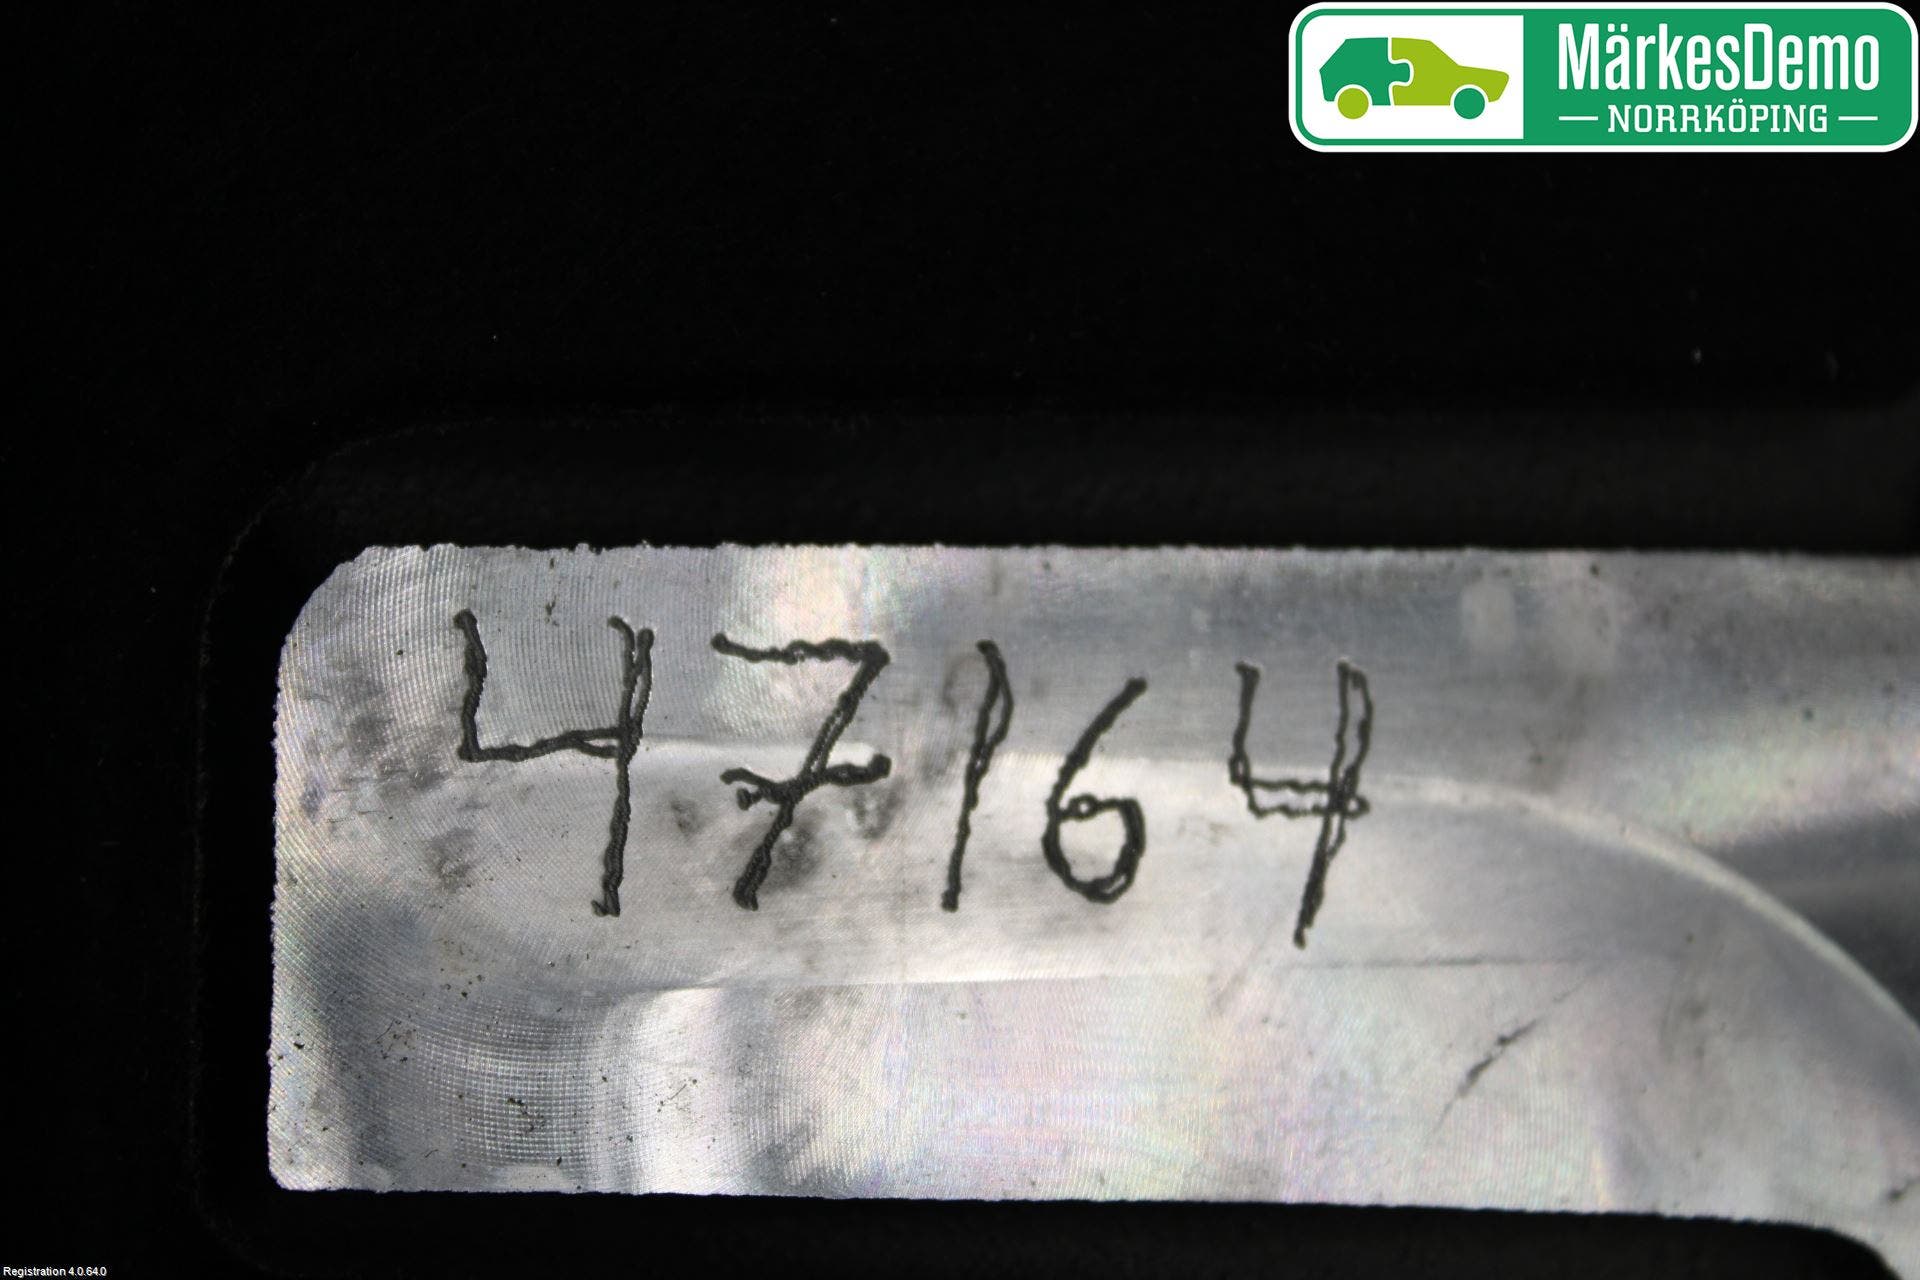 MärkesDemo
NORRKÖPING
47164
Registration 4.0.64.0